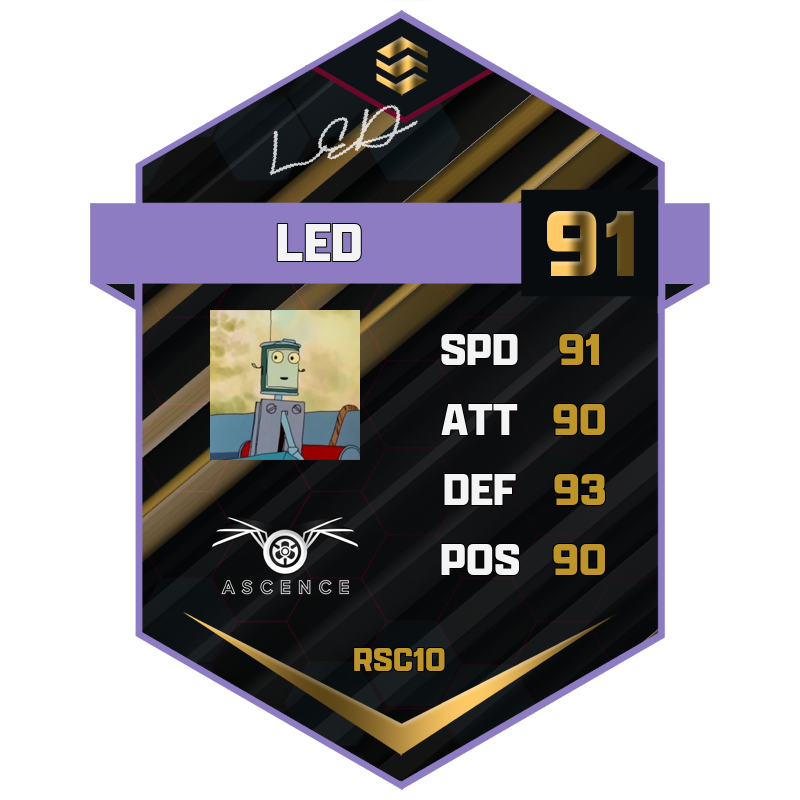 LED
LED 91
SPD 91
ATT 90
DEF 93
POS 90
ASCENCE
RSC10